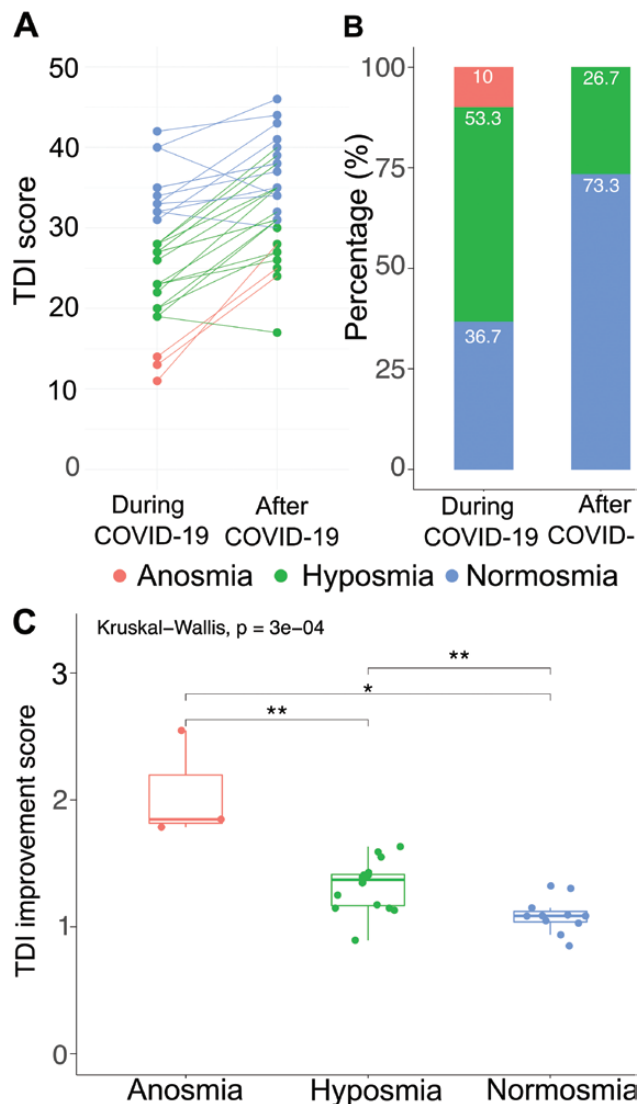 A
TDI score
50
40
30
20
10
0
During
COVID-19
After
COVID-19
B
Percentage (%)
100
75
50
25
0
10
53.3
36.7
26.7
73.3
During
COVID-19
After
COVID-
Anosmia
Hyposmia
Normosmia
C
Kruskal–Wallis, p = 3e–04
TDI improvement score
3
2
1
0
**
*
**
Anosmia
Hyposmia
Normosmia